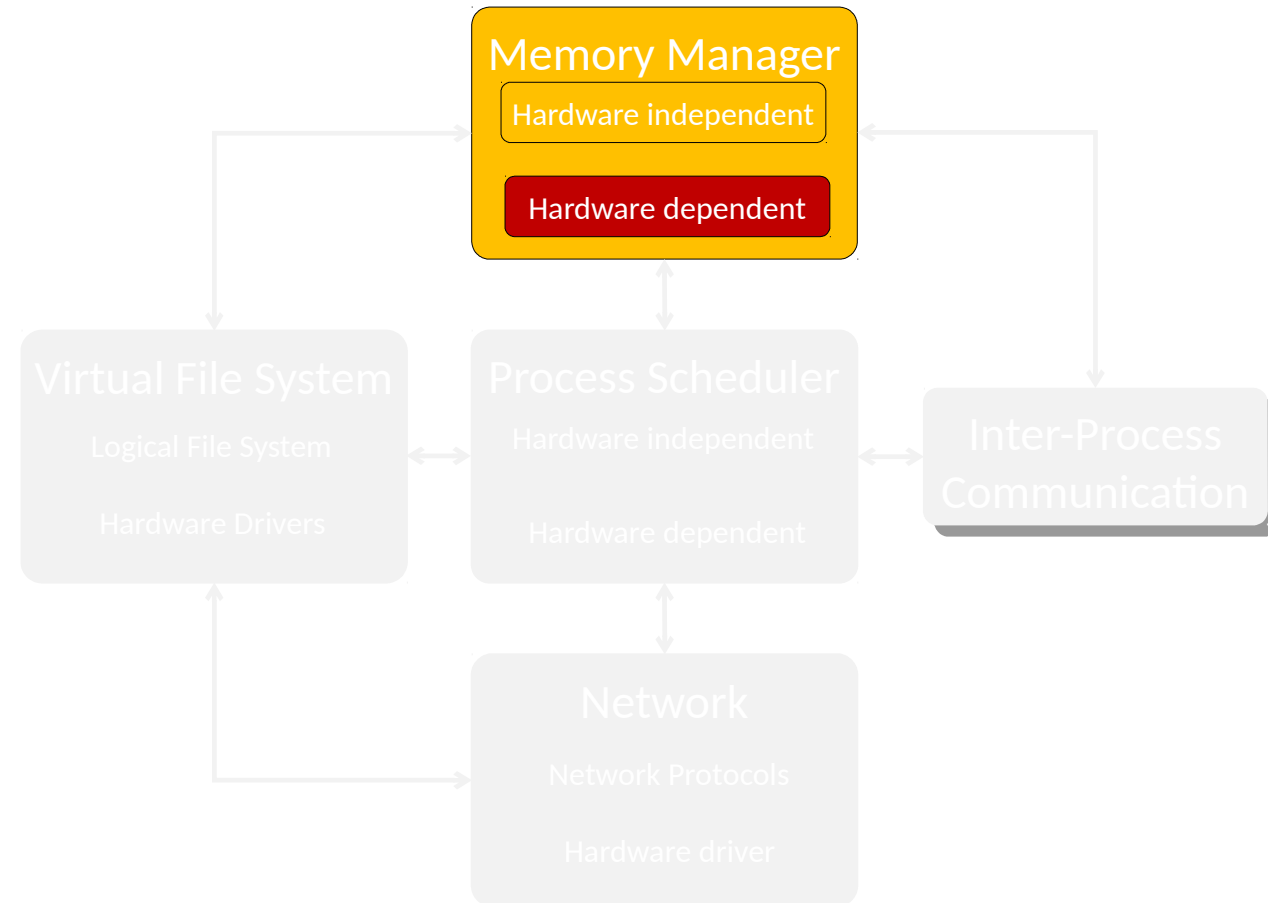 Memory Manager
Hardware independent
Hardware dependent
Virtual File System
Logical File System
Hardware Drivers
Process Scheduler
Hardware independent
Hardware dependent
Inter-Process
Communication
Network
Network Protocols
Hardware driver